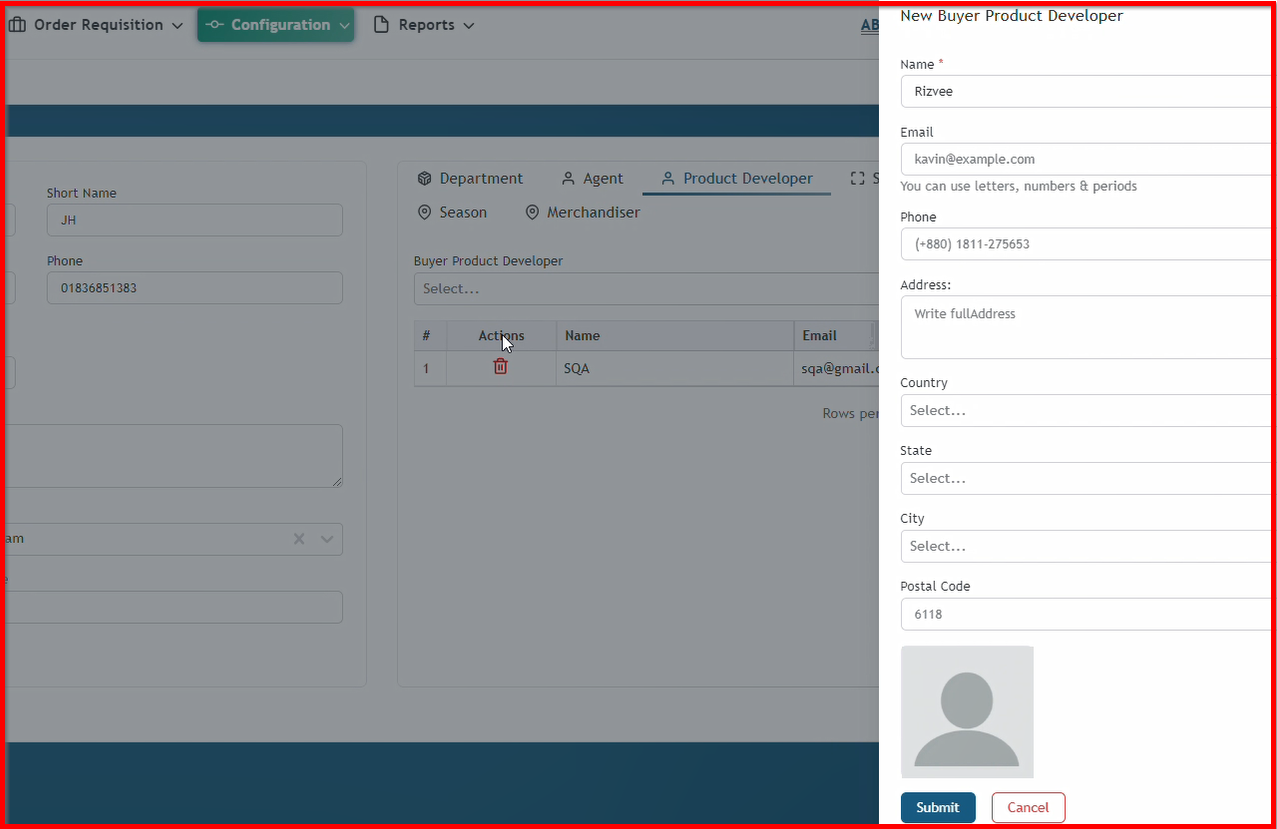 Order Requisition
Configuration
Reports
AB
Short Name
JH
Phone
01836851383
am
Department
Agent
Product Developer
S
Season
Merchandiser
Buyer Product Developer
Select...
# Actions Name Email
1 SQA sqa@gmail.c
Rows per
New Buyer Product Developer
Name *
Rizvee
Email
kavin@example.com
You can use letters, numbers & periods
Phone
(+880) 1811-275653
Address:
Write fullAddress
Country
Select...
State
Select...
City
Select...
Postal Code
6118
Submit
Cancel